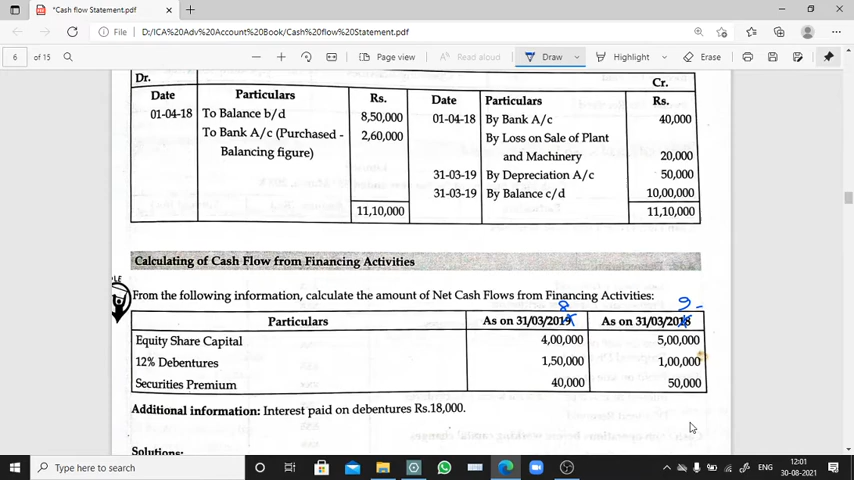 *Cash flow Statement.pdf
File | D:/ICA%20Adv%20Account%20Book/Cash%20flow%20Statement.pdf
6 of 15 Page view Read aloud Draw Highlight Erase
Dr. Cr.
Date Particulars Rs. Date Particulars Rs.
01-04-18 To Balance b/d 8,50,000 01-04-18 By Bank A/c 40,000
To Bank A/c (Purchased - 2,60,000 By Loss on Sale of Plant
Balancing figure) and Machinery 20,000
31-03-19 By Depreciation A/c 50,000
31-03-19 By Balance c/d 10,00,000
11,10,000 11,10,000
Calculating of Cash Flow from Financing Activities
From the following information, calculate the amount of Net Cash Flows from Financing Activities:
8 9-
Particulars As on 31/03/2019 As on 31/03/2018
Equity Share Capital 4,00,000 5,00,000
12% Debentures 1,50,000 1,00,000
Securities Premium 40,000 50,000
Additional information: Interest paid on debentures Rs.18,000.
Solutions:
Type here to search
ENG
12:01
30-08-2021